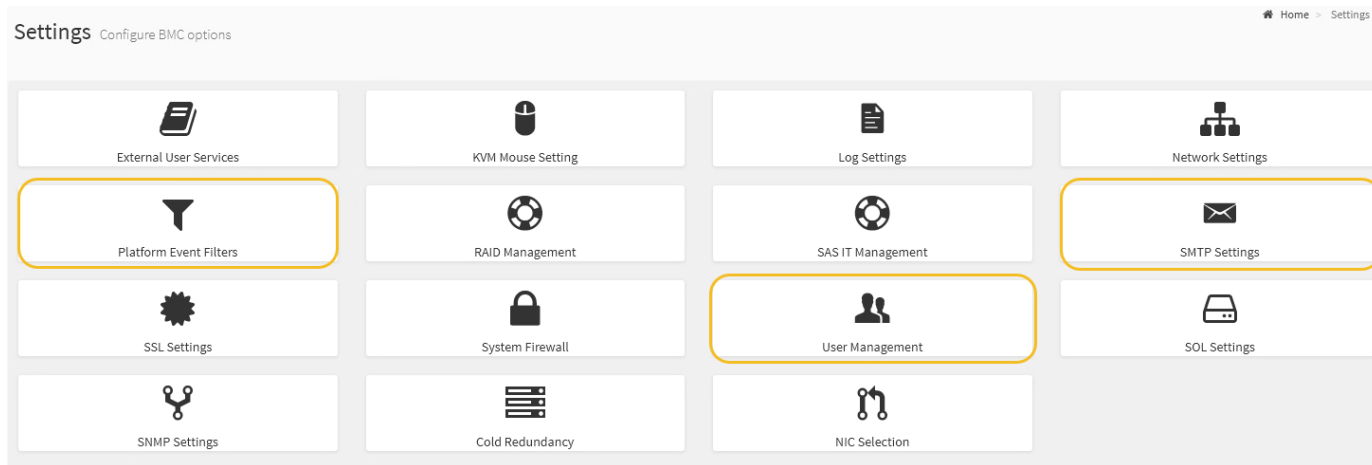 Home > Settings
Settings Configure BMC options
External User Services
KVM Mouse Setting
Log Settings
Network Settings
Platform Event Filters
RAID Management
SAS IT Management
SMTP Settings
SSL Settings
System Firewall
User Management
SOL Settings
SNMP Settings
Cold Redundancy
NIC Selection